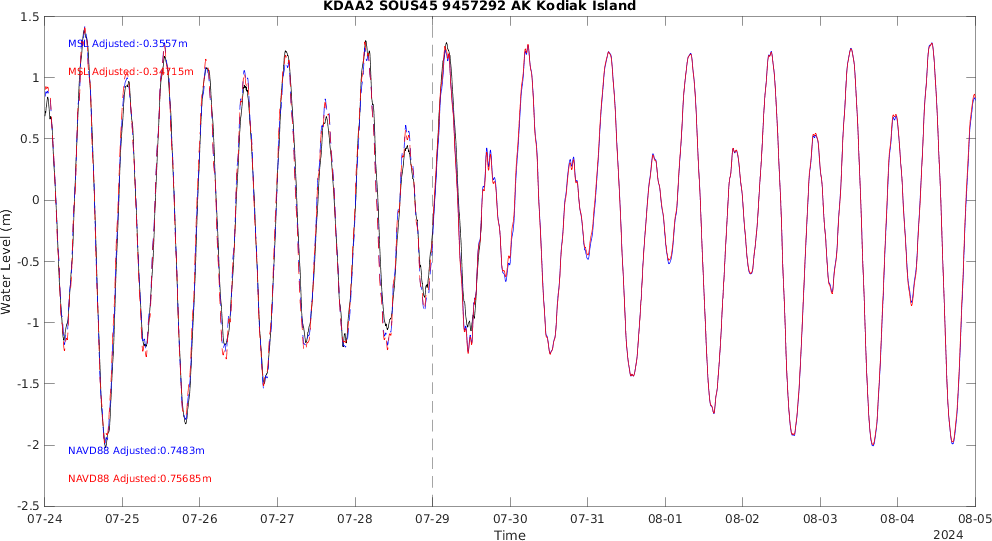 KDAA2 SOUS45 9457292 AK Kodiak Island
1.5
MSL Adjusted:-0.3557m
MSL Adjusted:-0.34715m
1
0.5
0
Water Level (m)
-0.5
-1
-1.5
-2
NAVD88 Adjusted:0.7483m
NAVD88 Adjusted:0.75685m
-2.5
07-24 07-25 07-26 07-27 07-28 07-29 07-30 07-31 08-01 08-02 08-03 08-04 08-05
Time
2024